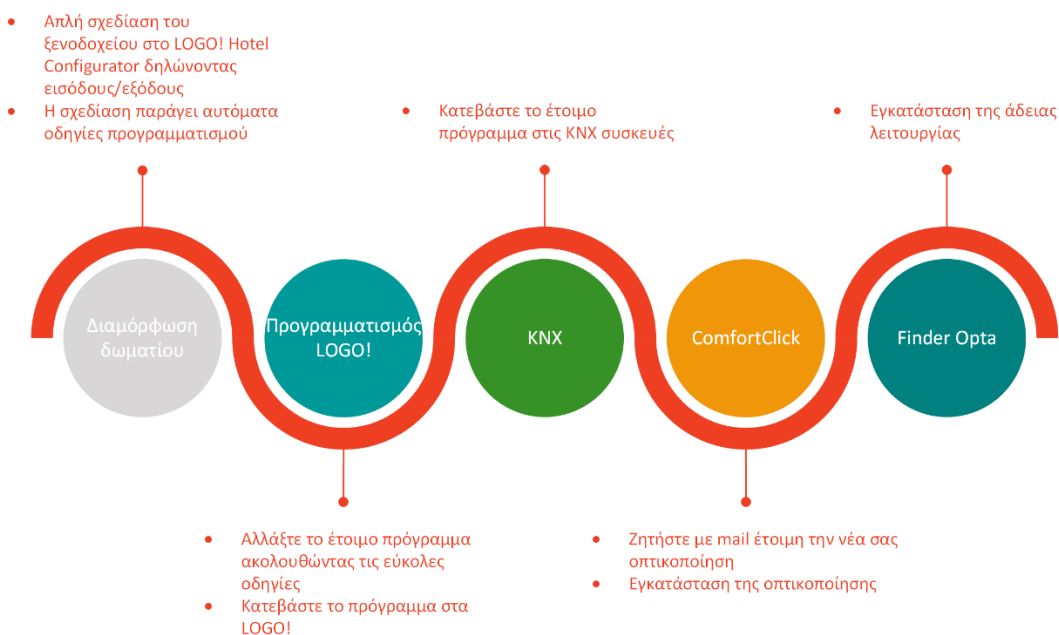 • Απλή σχεδίαση του
ξενοδοχείου στο LOGO! Hotel
Configurator δηλώνοντας
εισόδους/εξόδους
• Η σχεδίαση παράγει αυτόματα
οδηγίες προγραμματισμού
• Κατεβάστε το έτοιμο
πρόγραμμα στις KNX συσκευές
• Εγκατάσταση της άδειας
λειτουργίας
Διαμόρφωση
δωματίου
Προγραμματισμός
LOGO!
KNX
ComfortClick
Finder Opta
• Αλλάξτε το έτοιμο πρόγραμμα
ακολουθώντας τις εύκολες
οδηγίες
• Κατεβάστε το πρόγραμμα στα
LOGO!
• Ζητήστε με mail έτοιμη την νέα σας
οπτικοποίηση
• Εγκατάσταση της οπτικοποίησης